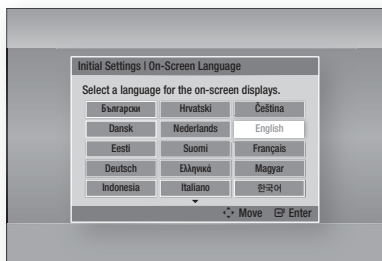 Initial Settings | On-Screen Language
Select a language for the on-screen displays.
Български Hrvatski Čeština
Dansk Nederlands English
Eesti Suomi Français
Deutsch Ελληνικά Magyar
Indonesia Italiano 한국어
Move Enter